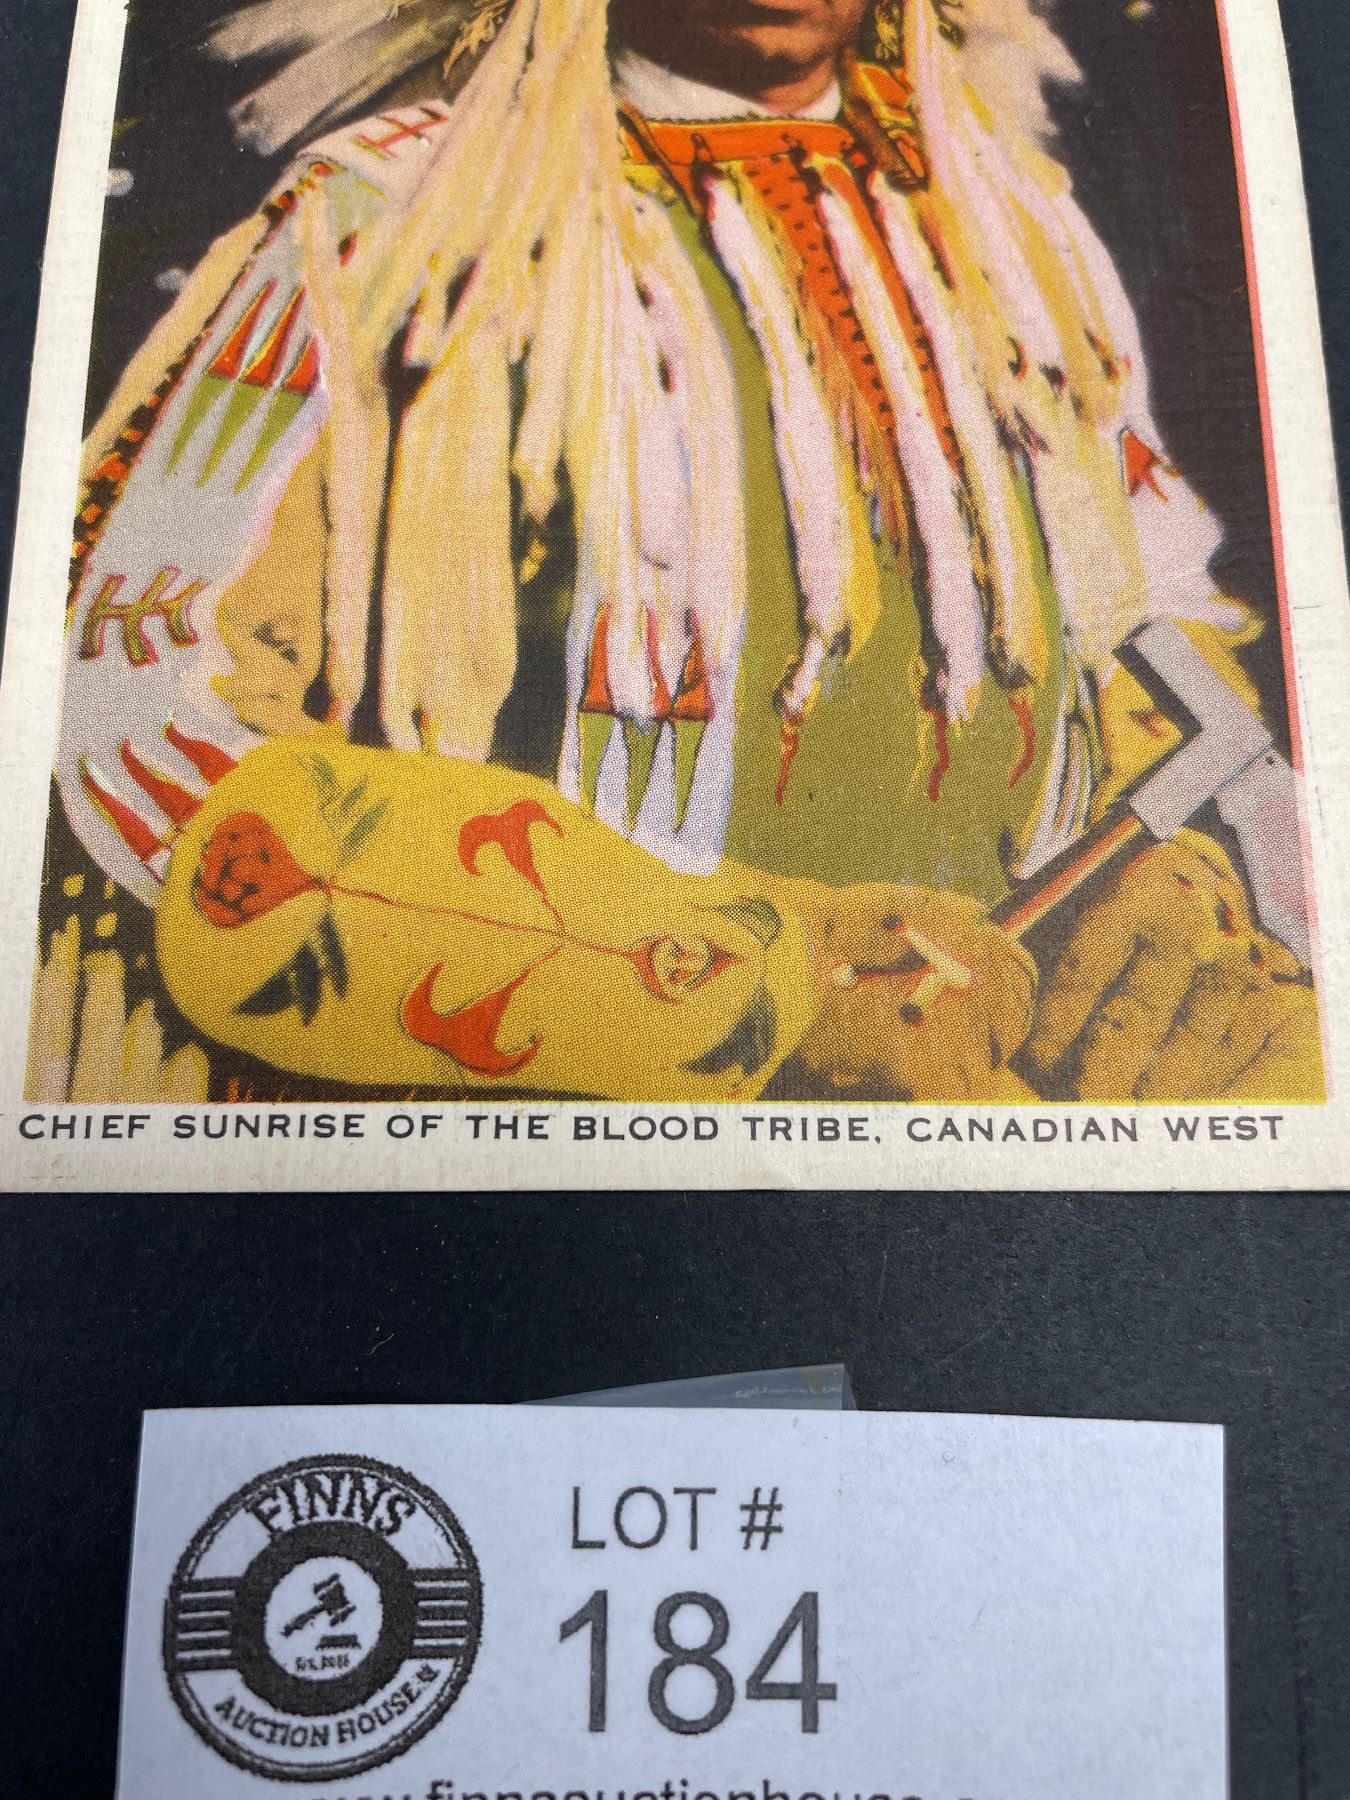 CHIEF SUNRISE OF THE BLOOD TRIBE, CANADIAN WEST
FINNS
AUCTION HOUSE
LOT #
184